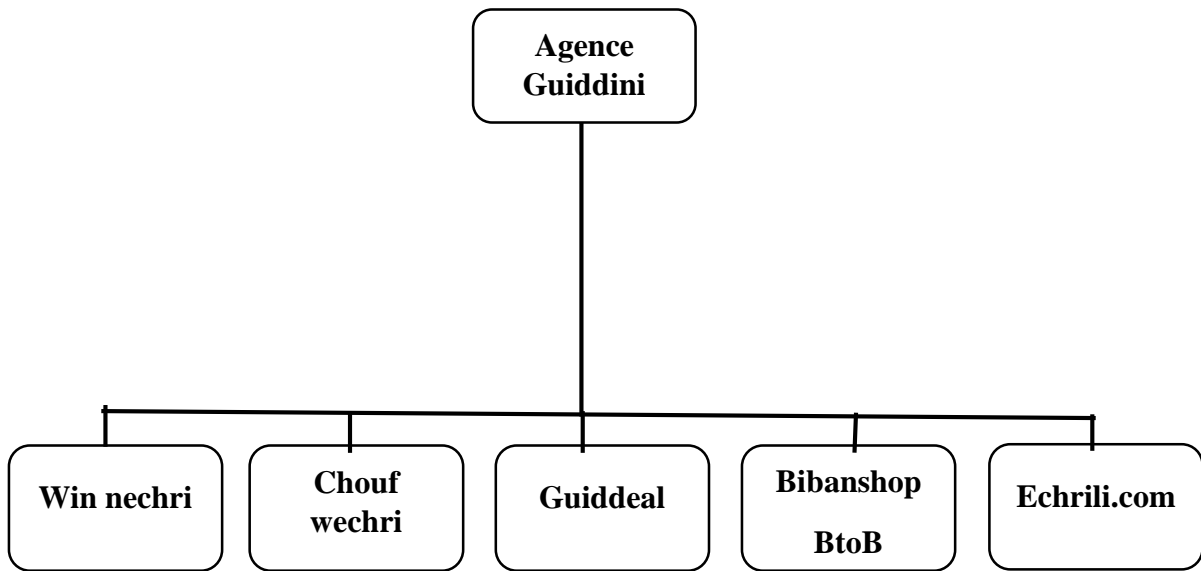 Agence
Guiddini
Win nechri
Chouf
wechri
Guiddeal
Bibanshop
BtoB
Echrili.com